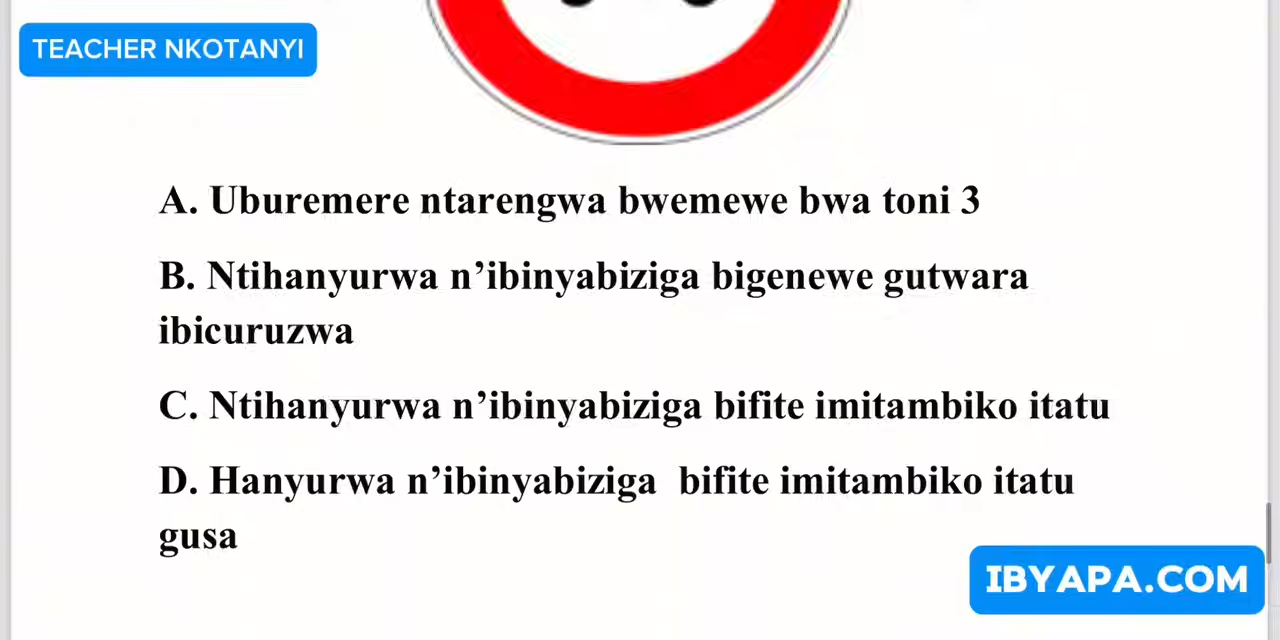 TEACHER NKOTANYI
A. Uburemere ntarengwa bwemewe bwa toni 3
B. Ntihanyurwa n’ibinyabiziga bigenewe gutwara
ibicuruzwa
C. Ntihanyurwa n’ibinyabiziga bifite imitambiko itatu
D. Hanyurwa n’ibinyabiziga  bifite imitambiko itatu
gusa
IBYAPA.COM